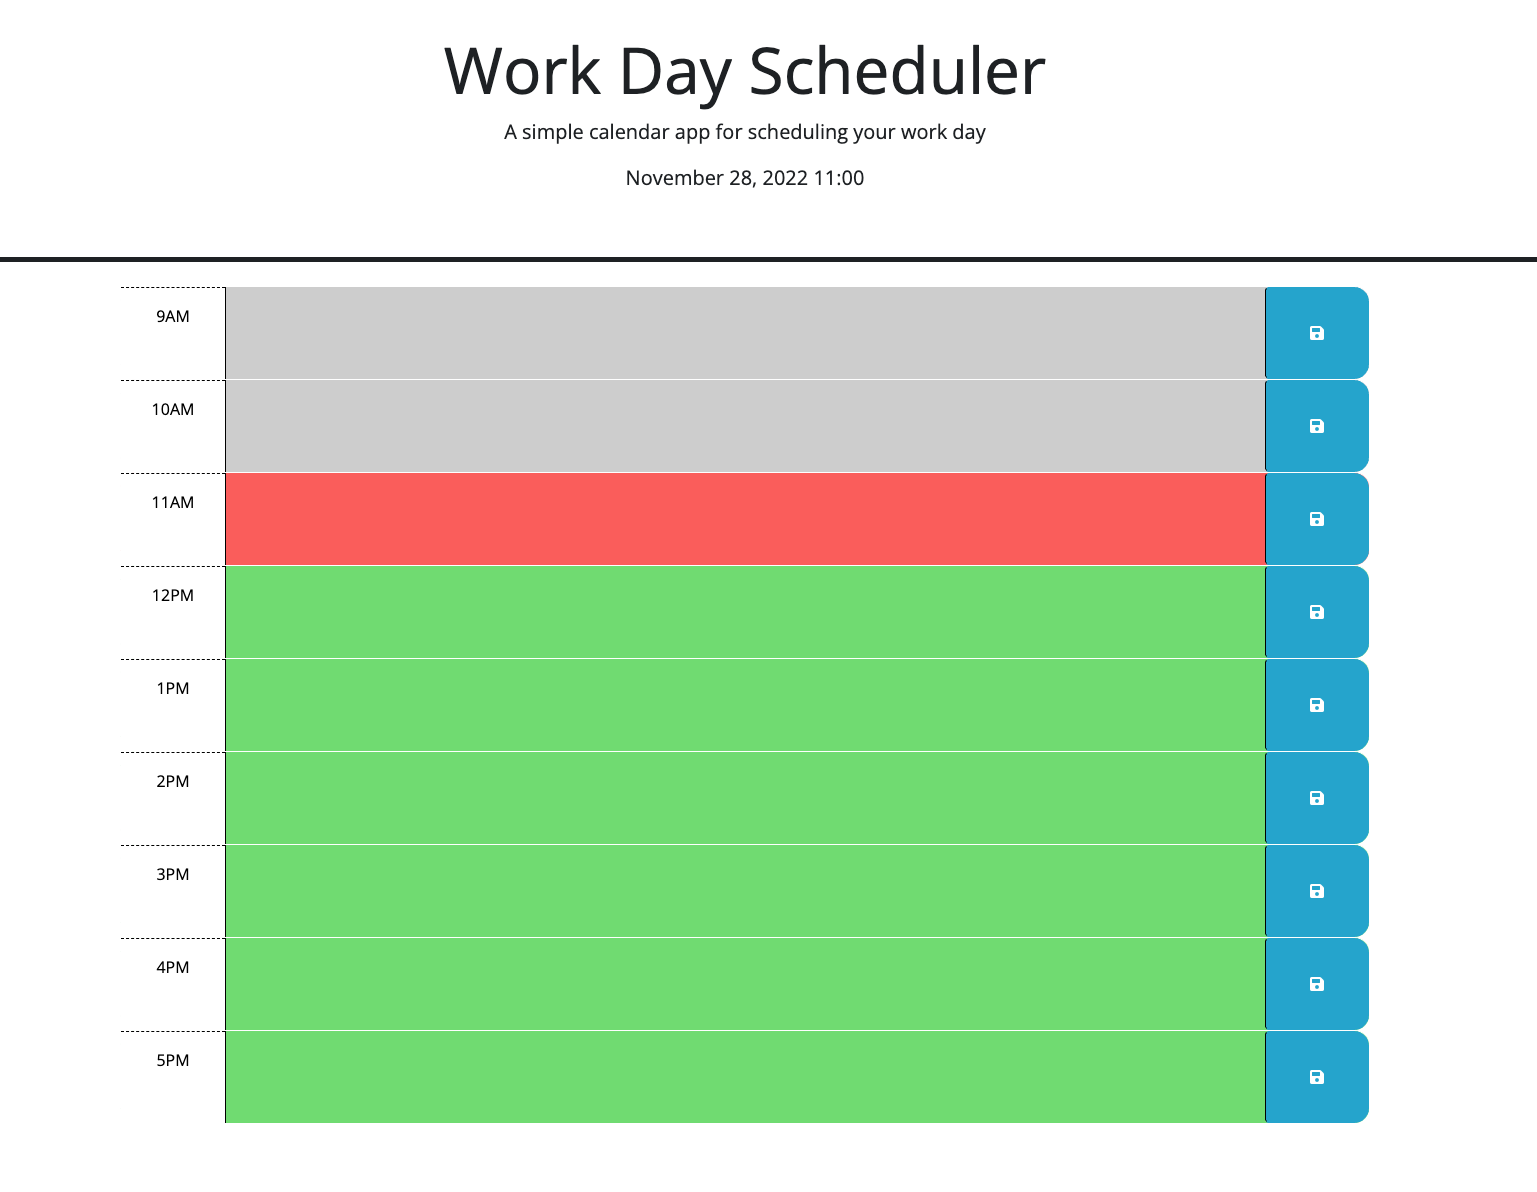 Work Day Scheduler
A simple calendar app for scheduling your work day
November 28, 2022 11:00
9AM
10AM
11AM
12PM
1PM
2PM
3PM
4PM
5PM